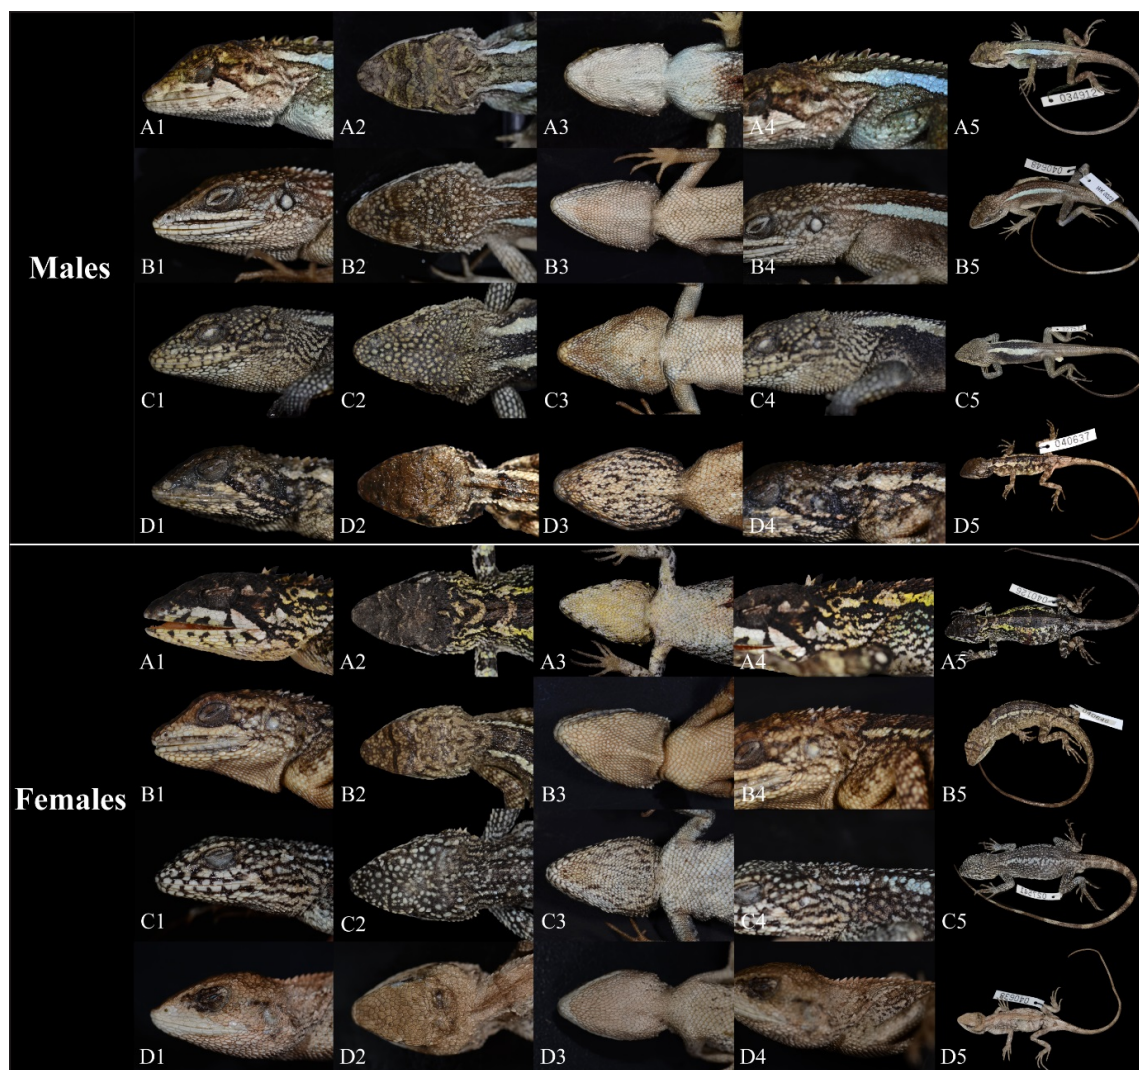 A1 A2 A3 A4 A5
034912
B1 B2 B3 B4 B5
Males
C1 C2 C3 C4 C5
D1 D2 D3 D4 D5
040637
A1 A2 A3 A4 A5
B1 B2 B3 B4 B5
Females
C1 C2 C3 C4 C5
D1 D2 D3 D4 D5